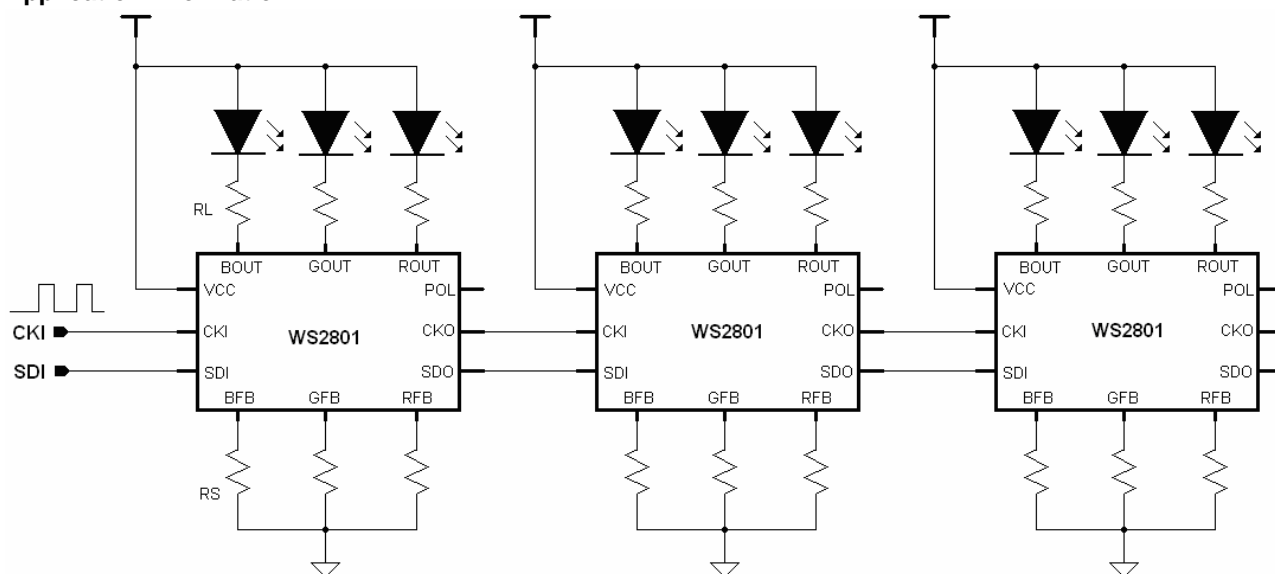 RL
BOUT GOUT ROUT
VCC POL
CKI CKI CKO
WS2801
SDI SDI SDO
BFB GFB RFB
RS
BOUT GOUT ROUT
VCC POL
CKI CKO
WS2801
SDI SDO
BFB GFB RFB
BOUT GOUT ROUT
VCC POL
CKI CKO
WS2801
SDI SDO
BFB GFB RFB